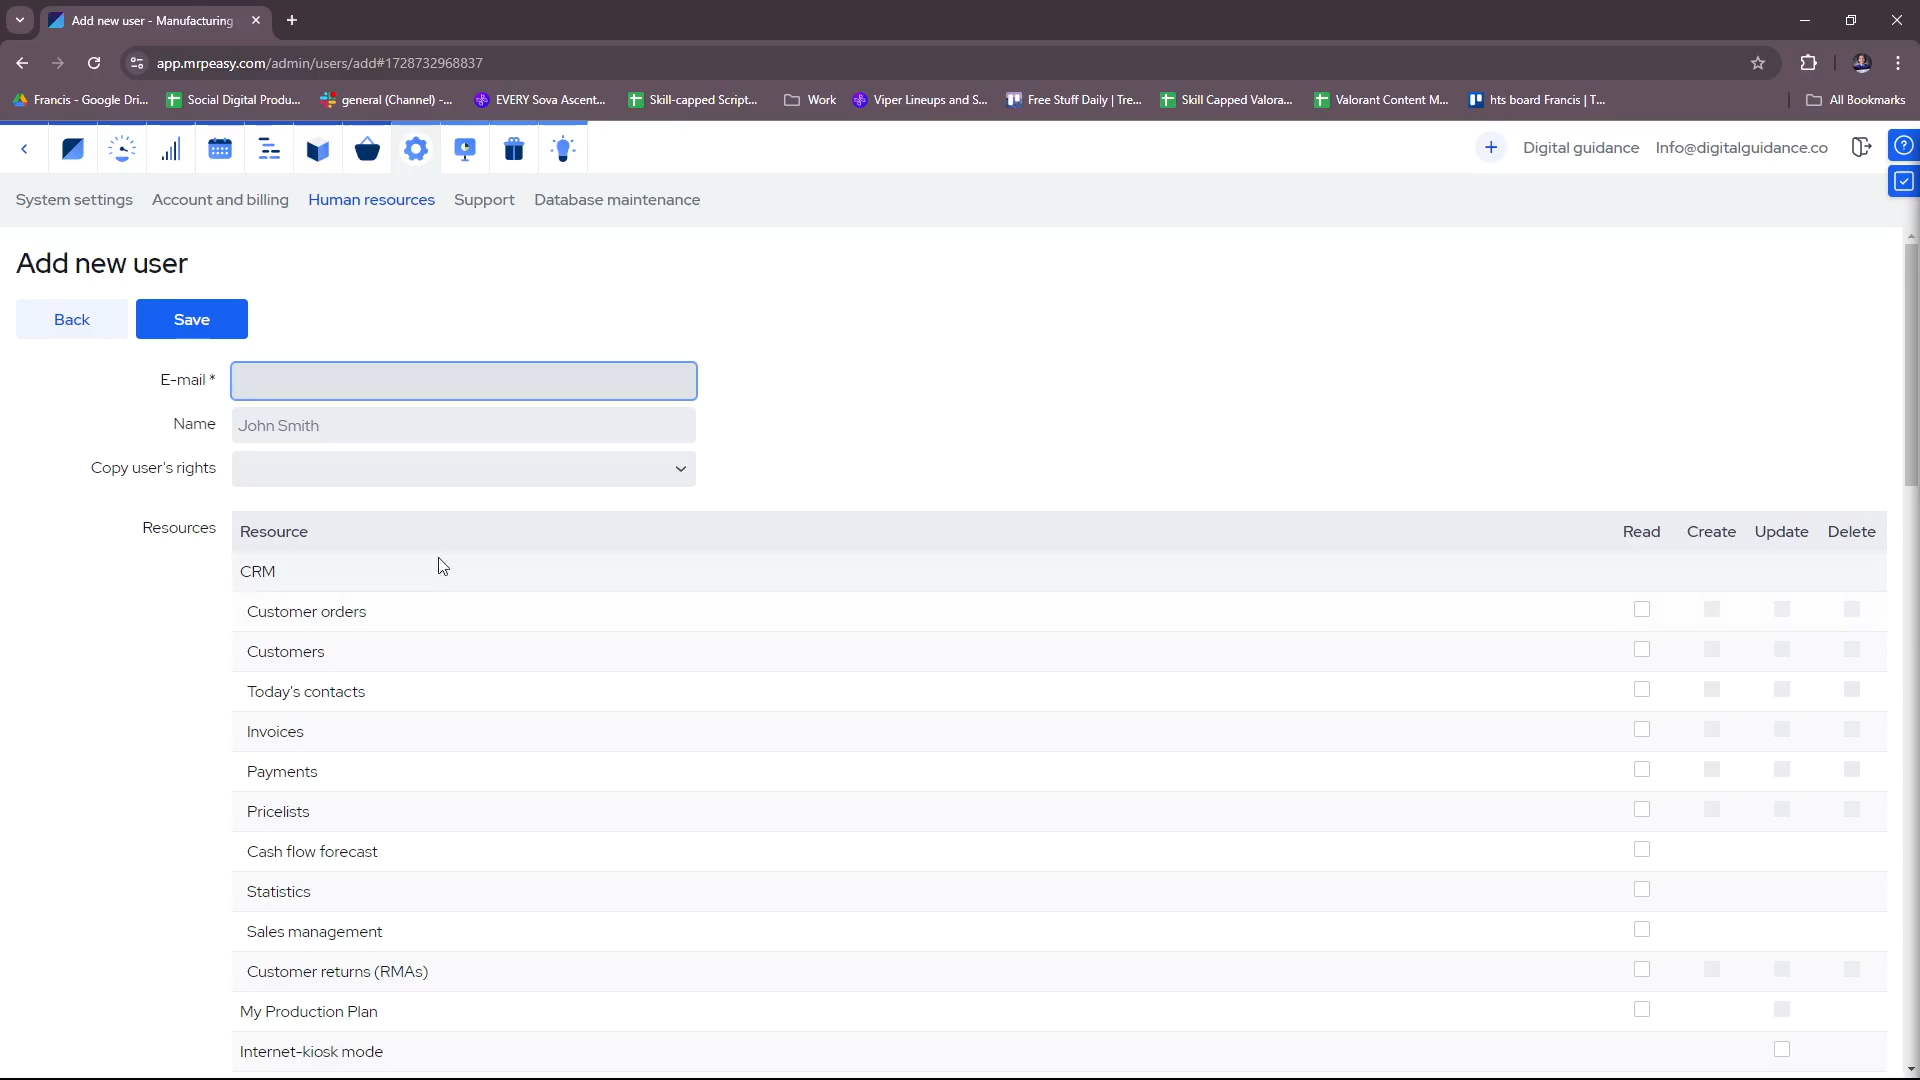 Add new user - Manufacturing
app.mrpeasy.com/admin/users/add#1728732968837
Francis - Google Dri...
Social Digital Produ...
general (Channel) -...
EVERY Sova Ascent...
Skill-capped Script...
Work
Viper Lineups and S...
Free Stuff Daily | Tre...
Skill Capped Valora...
Valorant Content M...
hts board Francis | T...
All Bookmarks
Digital guidance
Info@digitalguidance.co
System settings
Account and billing
Human resources
Support
Database maintenance
Add new user
Back
Save
E-mail *
Name
John Smith
Copy user's rights
Resources
Resource
Read
Create
Update
Delete
CRM
Customer orders
Customers
Today's contacts
Invoices
Payments
Pricelists
Cash flow forecast
Statistics
Sales management
Customer returns (RMAs)
My Production Plan
Internet-kiosk mode